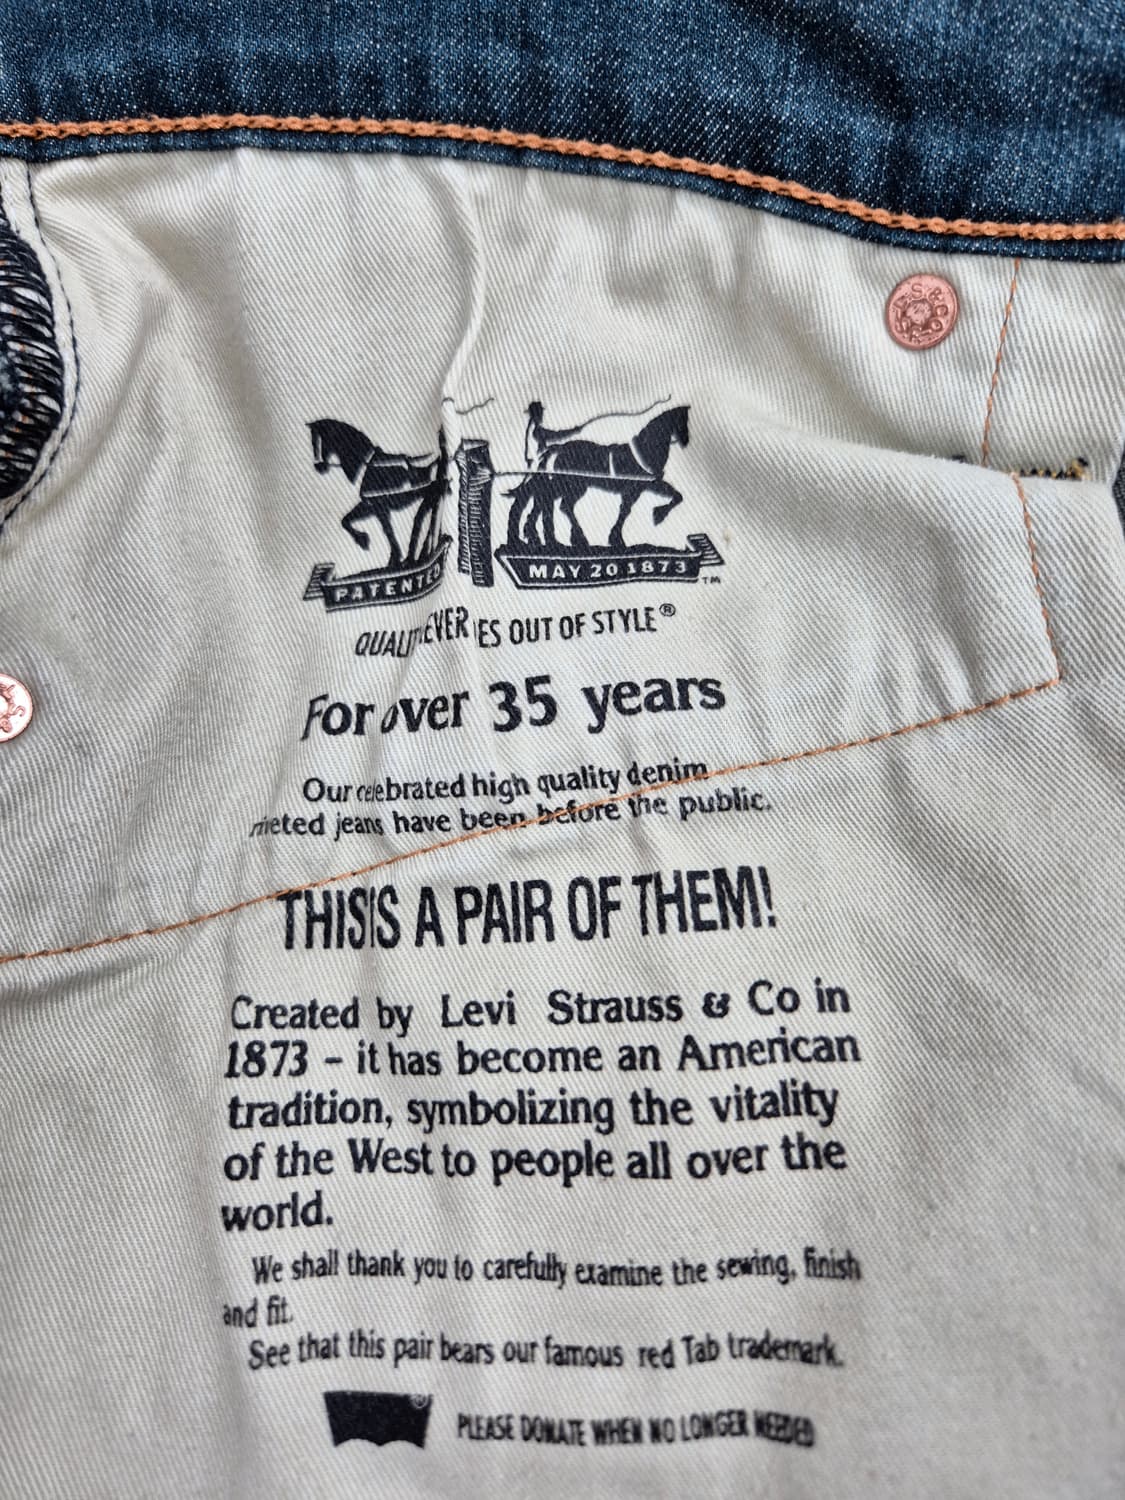 L S & CO S F
PATENTED
MAY 20 1873 ™
QUALI EVER ES OUT OF STYLE®
For over 35 years
Our celebrated high quality denim
riveted jeans have been before the public.
THIS IS A PAIR OF THEM!
Created by Levi Strauss & Co in
1873 - it has become an American
tradition, symbolizing the vitality
of the West to people all over the
world.
We shall thank you to carefully examine the sewing, finish
and fit.
See that this pair bears our famous red Tab trademark.
®
PLEASE DONATE WHEN NO LONGER NEEDED